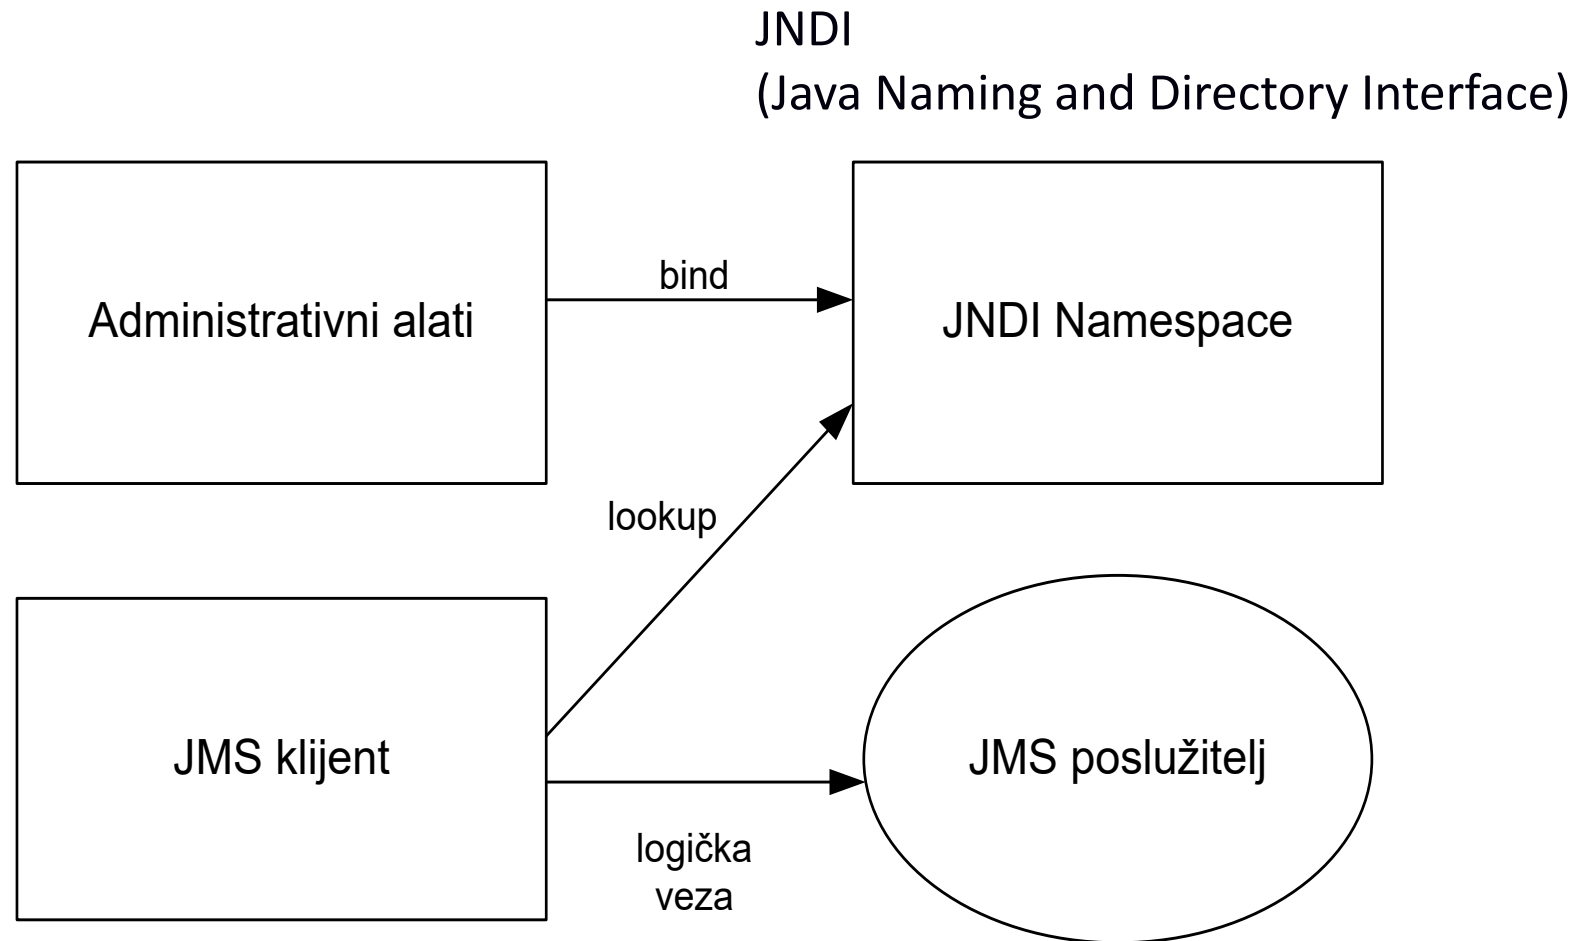 JNDI
(Java Naming and Directory Interface)
Administrativni alati
bind
JNDI Namespace
lookup
JMS klijent
JMS poslužitelj
logička
veza